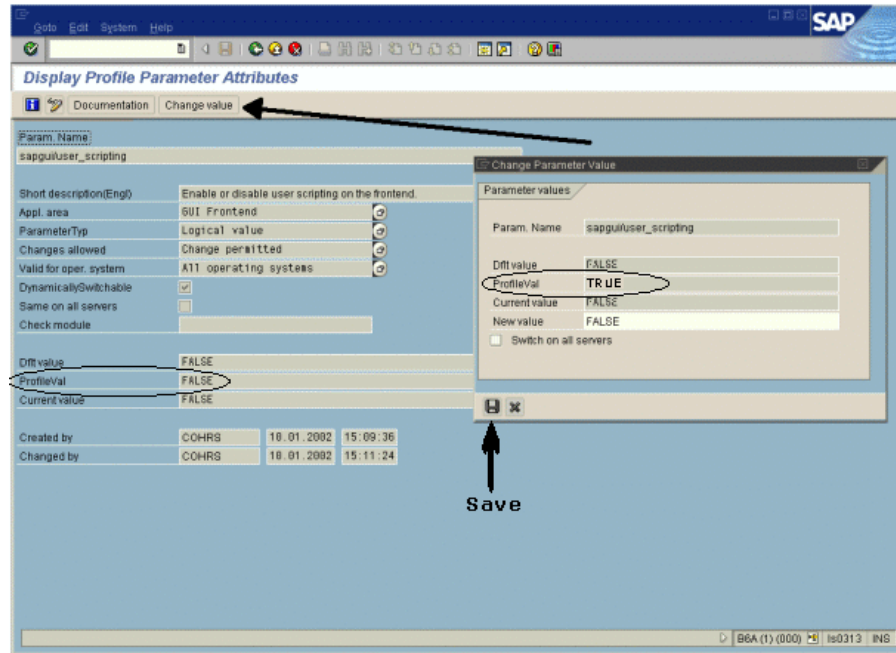 Goto Edit System Help
SAP
Display Profile Parameter Attributes
Documentation Change value
Param. Name
sapgui/user_scripting
Short description(Engl) Enable or disable user scripting on the frontend.
Appl. area GUI Frontend
ParameterTyp Logical value
Changes allowed Change permitted
Valid for oper. system All operating systems
DynamicallySwitchable
Same on all servers
Check module
Dflt value FALSE
ProfileVal FALSE
Current value FALSE
Created by COHRS 18.01.2002 15:09:36
Changed by COHRS 18.01.2002 15:11:24
Change Parameter Value
Parameter values
Param. Name sapgui/user_scripting
Dflt value FALSE
ProfileVal TRUE
Current value FALSE
New value FALSE
Switch on all servers
Save
B6A (1) (000) ls0313 INS